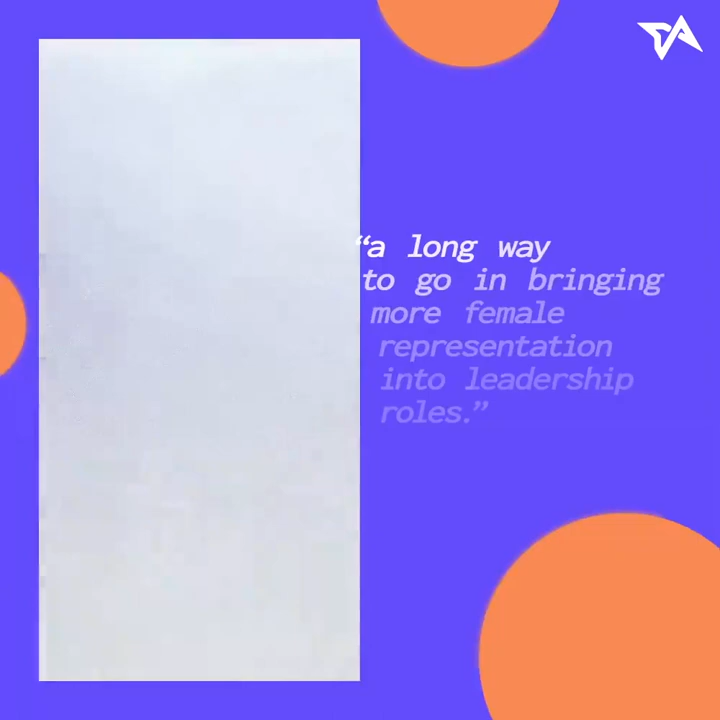 “a long way
to go in bringing
more female
representation
into leadership
roles.”